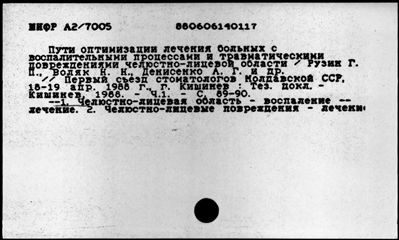 ШИФР А2/7005 880606140117
Пути оптимизации лечения больных с
воспалительными процессами и травматическими
повреждениями челюстно-лицевой области / Рузин Г.
П., Воляк Н. Н., Денисенко А. Г. и др.
// Первый съезд стоматологов Молдавской ССР,
18-19 апр. 1988 г., г. Кишинев : Тез. докл. -
Кишинев, 1988. - Ч.1. - С. 89-90.
--1. Челюстно-лицевая область - воспаление --
лечение. 2. Челюстно-лицевые повреждения - лечени